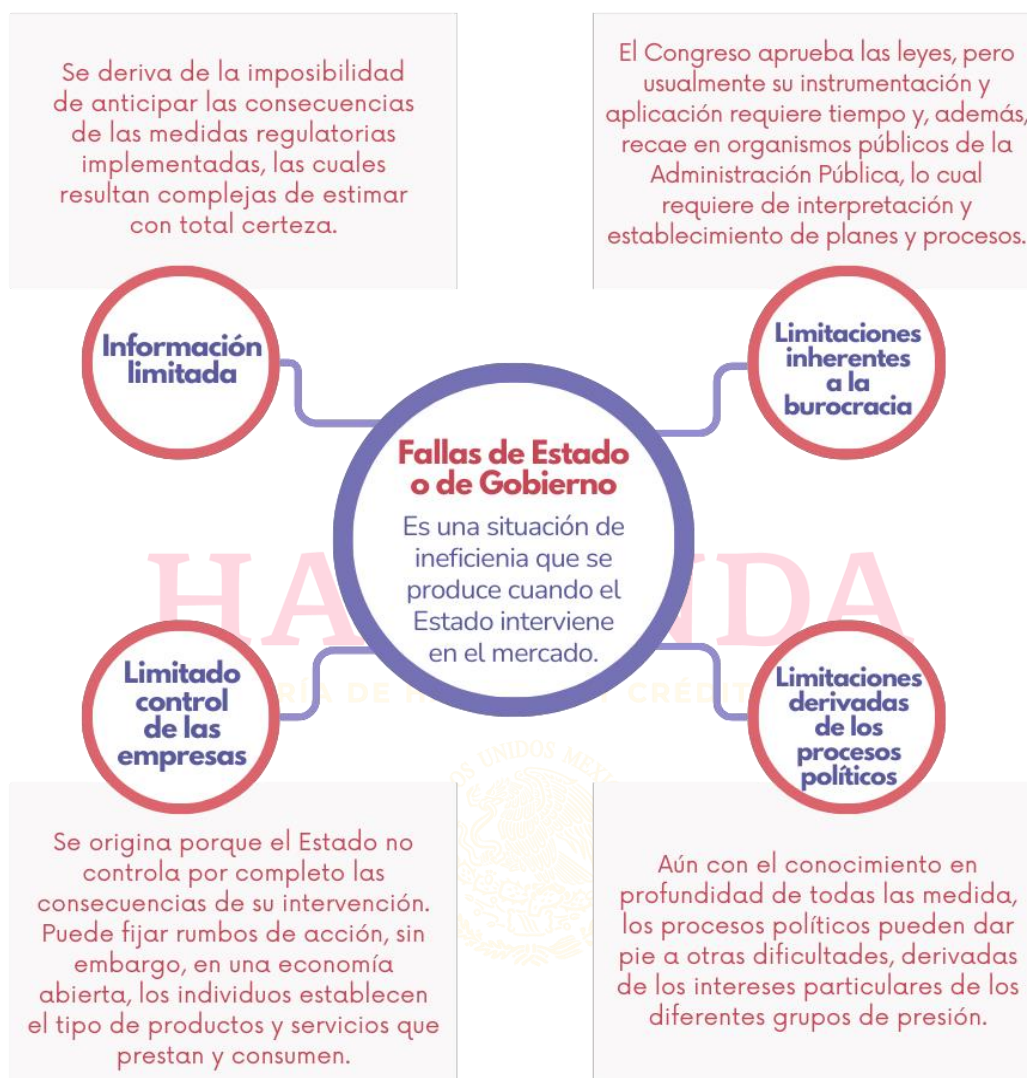 Se deriva de la imposibilidad
de anticipar las consecuencias
de las medidas regulatorias
implementadas, las cuales
resultan complejas de estimar
con total certeza.
El Congreso aprueba las leyes, pero
usualmente su instrumentación y
aplicación requiere tiempo y, además,
recae en organismos públicos de la
Administración Pública, lo cual
requiere de interpretación y
establecimiento de planes y procesos.
Información
limitada
Limitaciones
inherentes
a la
burocracia
Fallas de Estado
o de Gobierno
Es una situación de
ineficienia que se
produce cuando el
Estado interviene
en el mercado.
Limitado
control
de las
empresas
Limitaciones
derivadas
de los
procesos
políticos
Se origina porque el Estado no
controla por completo las
consecuencias de su intervención.
Puede fijar rumbos de acción, sin
embargo, en una economía
abierta, los individuos establecen
el tipo de productos y servicios que
prestan y consumen.
Aún con el conocimiento en
profundidad de todas las medida,
los procesos políticos pueden dar
pie a otras dificultades, derivadas
de los intereses particulares de los
diferentes grupos de presión.